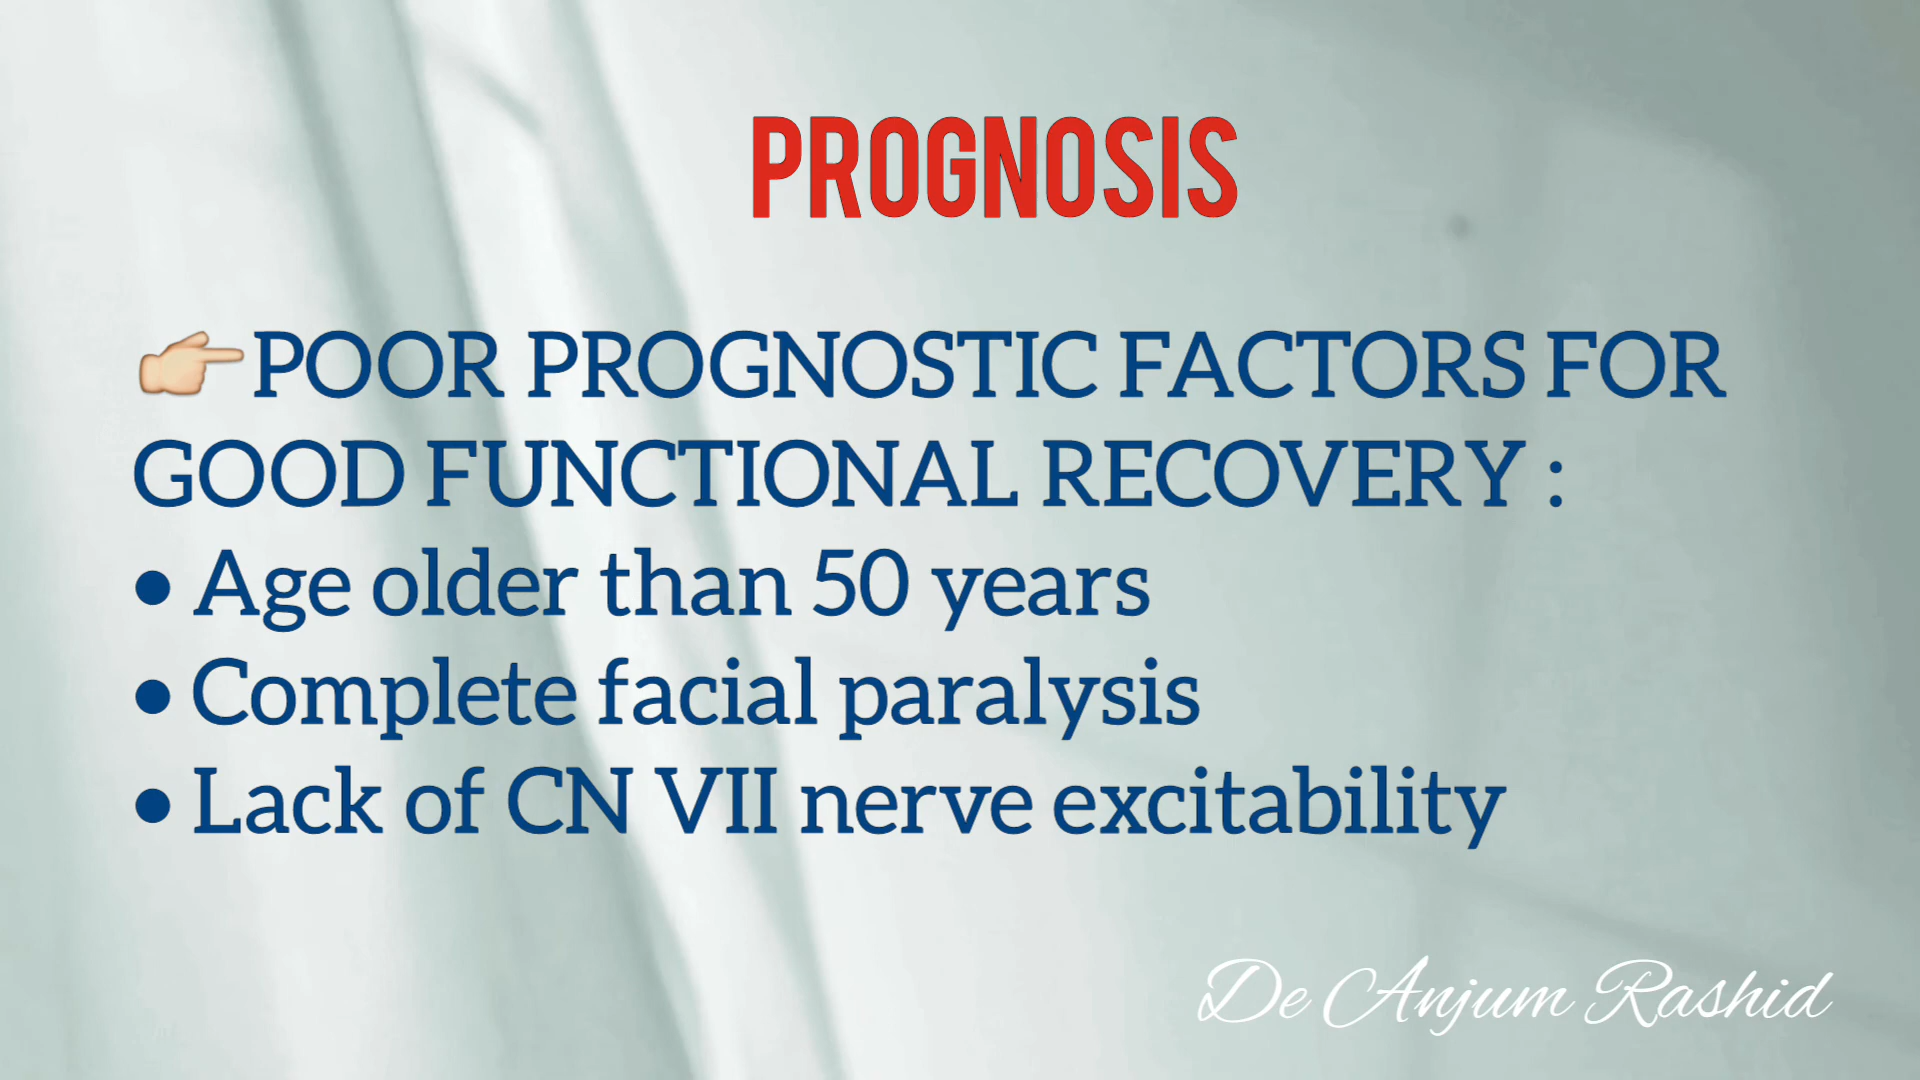 PROGNOSIS
👉POOR PROGNOSTIC FACTORS FOR
GOOD FUNCTIONAL RECOVERY :
• Age older than 50 years
• Complete facial paralysis
• Lack of CN VII nerve excitability
De Anjum Rashid